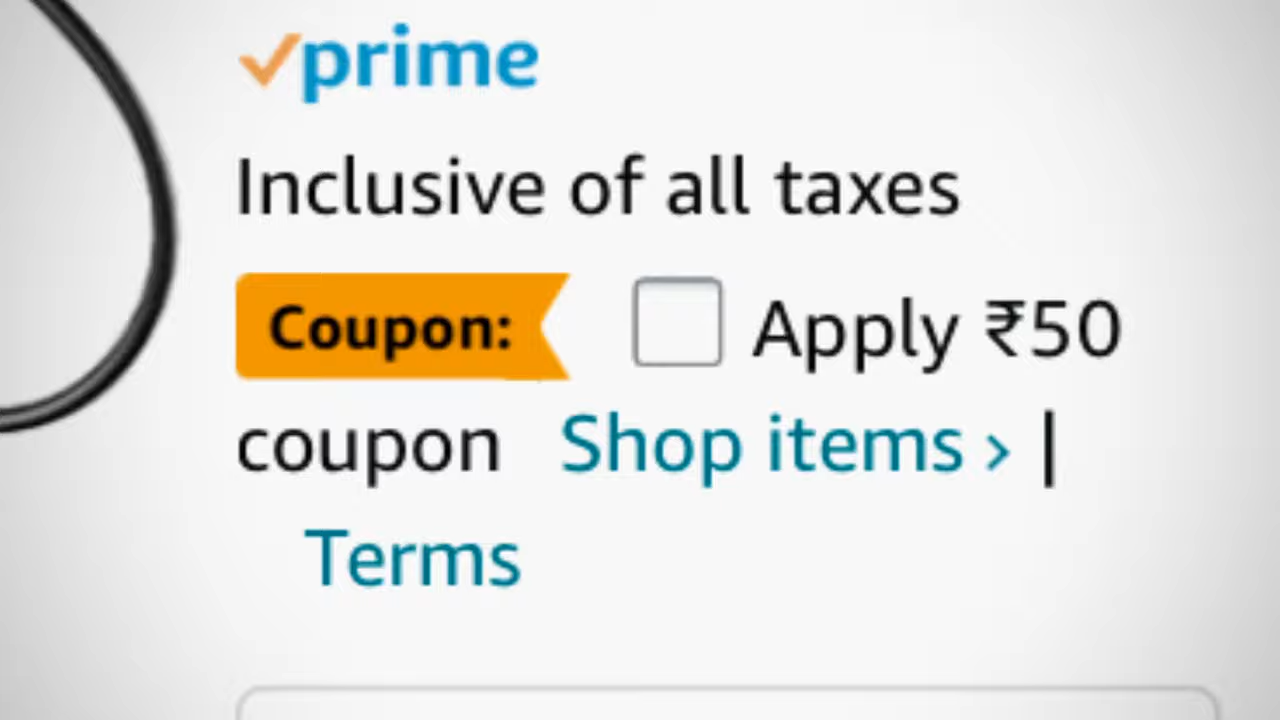 prime
Inclusive of all taxes
Coupon: Apply ₹50
coupon Shop items › |
Terms